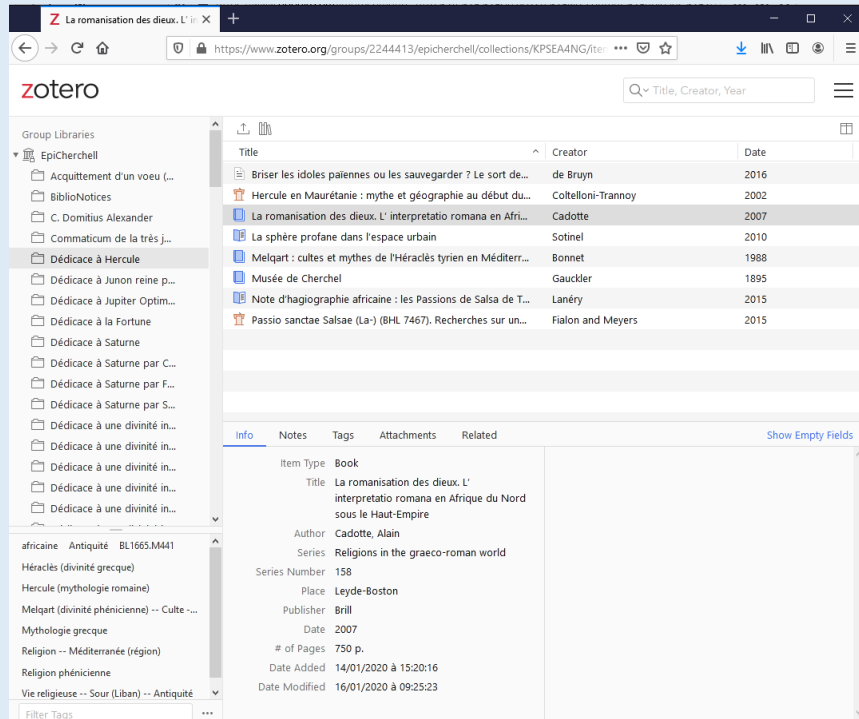 La romanisation des dieux. L' in
https://www.zotero.org/groups/2244413/epicherchell/collections/KPSEA4NG/iter
zotero
Title, Creator, Year
Group Libraries
EpiCherchell
Acquittement d'un voeu (...
BiblioNotices
C. Domitius Alexander
Commaticum de la très j...
Dédicace à Hercule
Dédicace à Junon reine p...
Dédicace à Jupiter Optim...
Dédicace à la Fortune
Dédicace à Saturne
Dédicace à Saturne par C...
Dédicace à Saturne par F...
Dédicace à Saturne par S...
Dédicace à une divinité in...
Dédicace à une divinité in...
Dédicace à une divinité in...
Dédicace à une divinité in...
Dédicace à une divinité in...
africaine Antiquité BL1665.M441
Héraclès (divinité grecque)
Hercule (mythologie romaine)
Melqart (divinité phénicienne) -- Culte -...
Mythologie grecque
Religion -- Méditerranée (région)
Religion phénicienne
Vie religieuse -- Sour (Liban) -- Antiquité
Filter Tags
Title Creator Date
Briser les idoles païennes ou les sauvegarder ? Le sort de... de Bruyn 2016
Hercule en Maurétanie : mythe et géographie au début du... Coltelloni-Trannoy 2002
La romanisation des dieux. L' interpretatio romana en Afri... Cadotte 2007
La sphère profane dans l'espace urbain Sotinel 2010
Melqart : cultes et mythes de l'Héraclès tyrien en Méditerr... Bonnet 1988
Musée de Cherchel Gauckler 1895
Note d'hagiographie africaine : les Passions de Salsa de T... Lanéry 2015
Passio sanctae Salsae (La-) (BHL 7467). Recherches sur un... Fialon and Meyers 2015
Info Notes Tags Attachments Related Show Empty Fields
Item Type Book
Title La romanisation des dieux. L'
interpretatio romana en Afrique du Nord
sous le Haut-Empire
Author Cadotte, Alain
Series Religions in the graeco-roman world
Series Number 158
Place Leyde-Boston
Publisher Brill
Date 2007
# of Pages 750 p.
Date Added 14/01/2020 à 15:20:16
Date Modified 16/01/2020 à 09:25:23